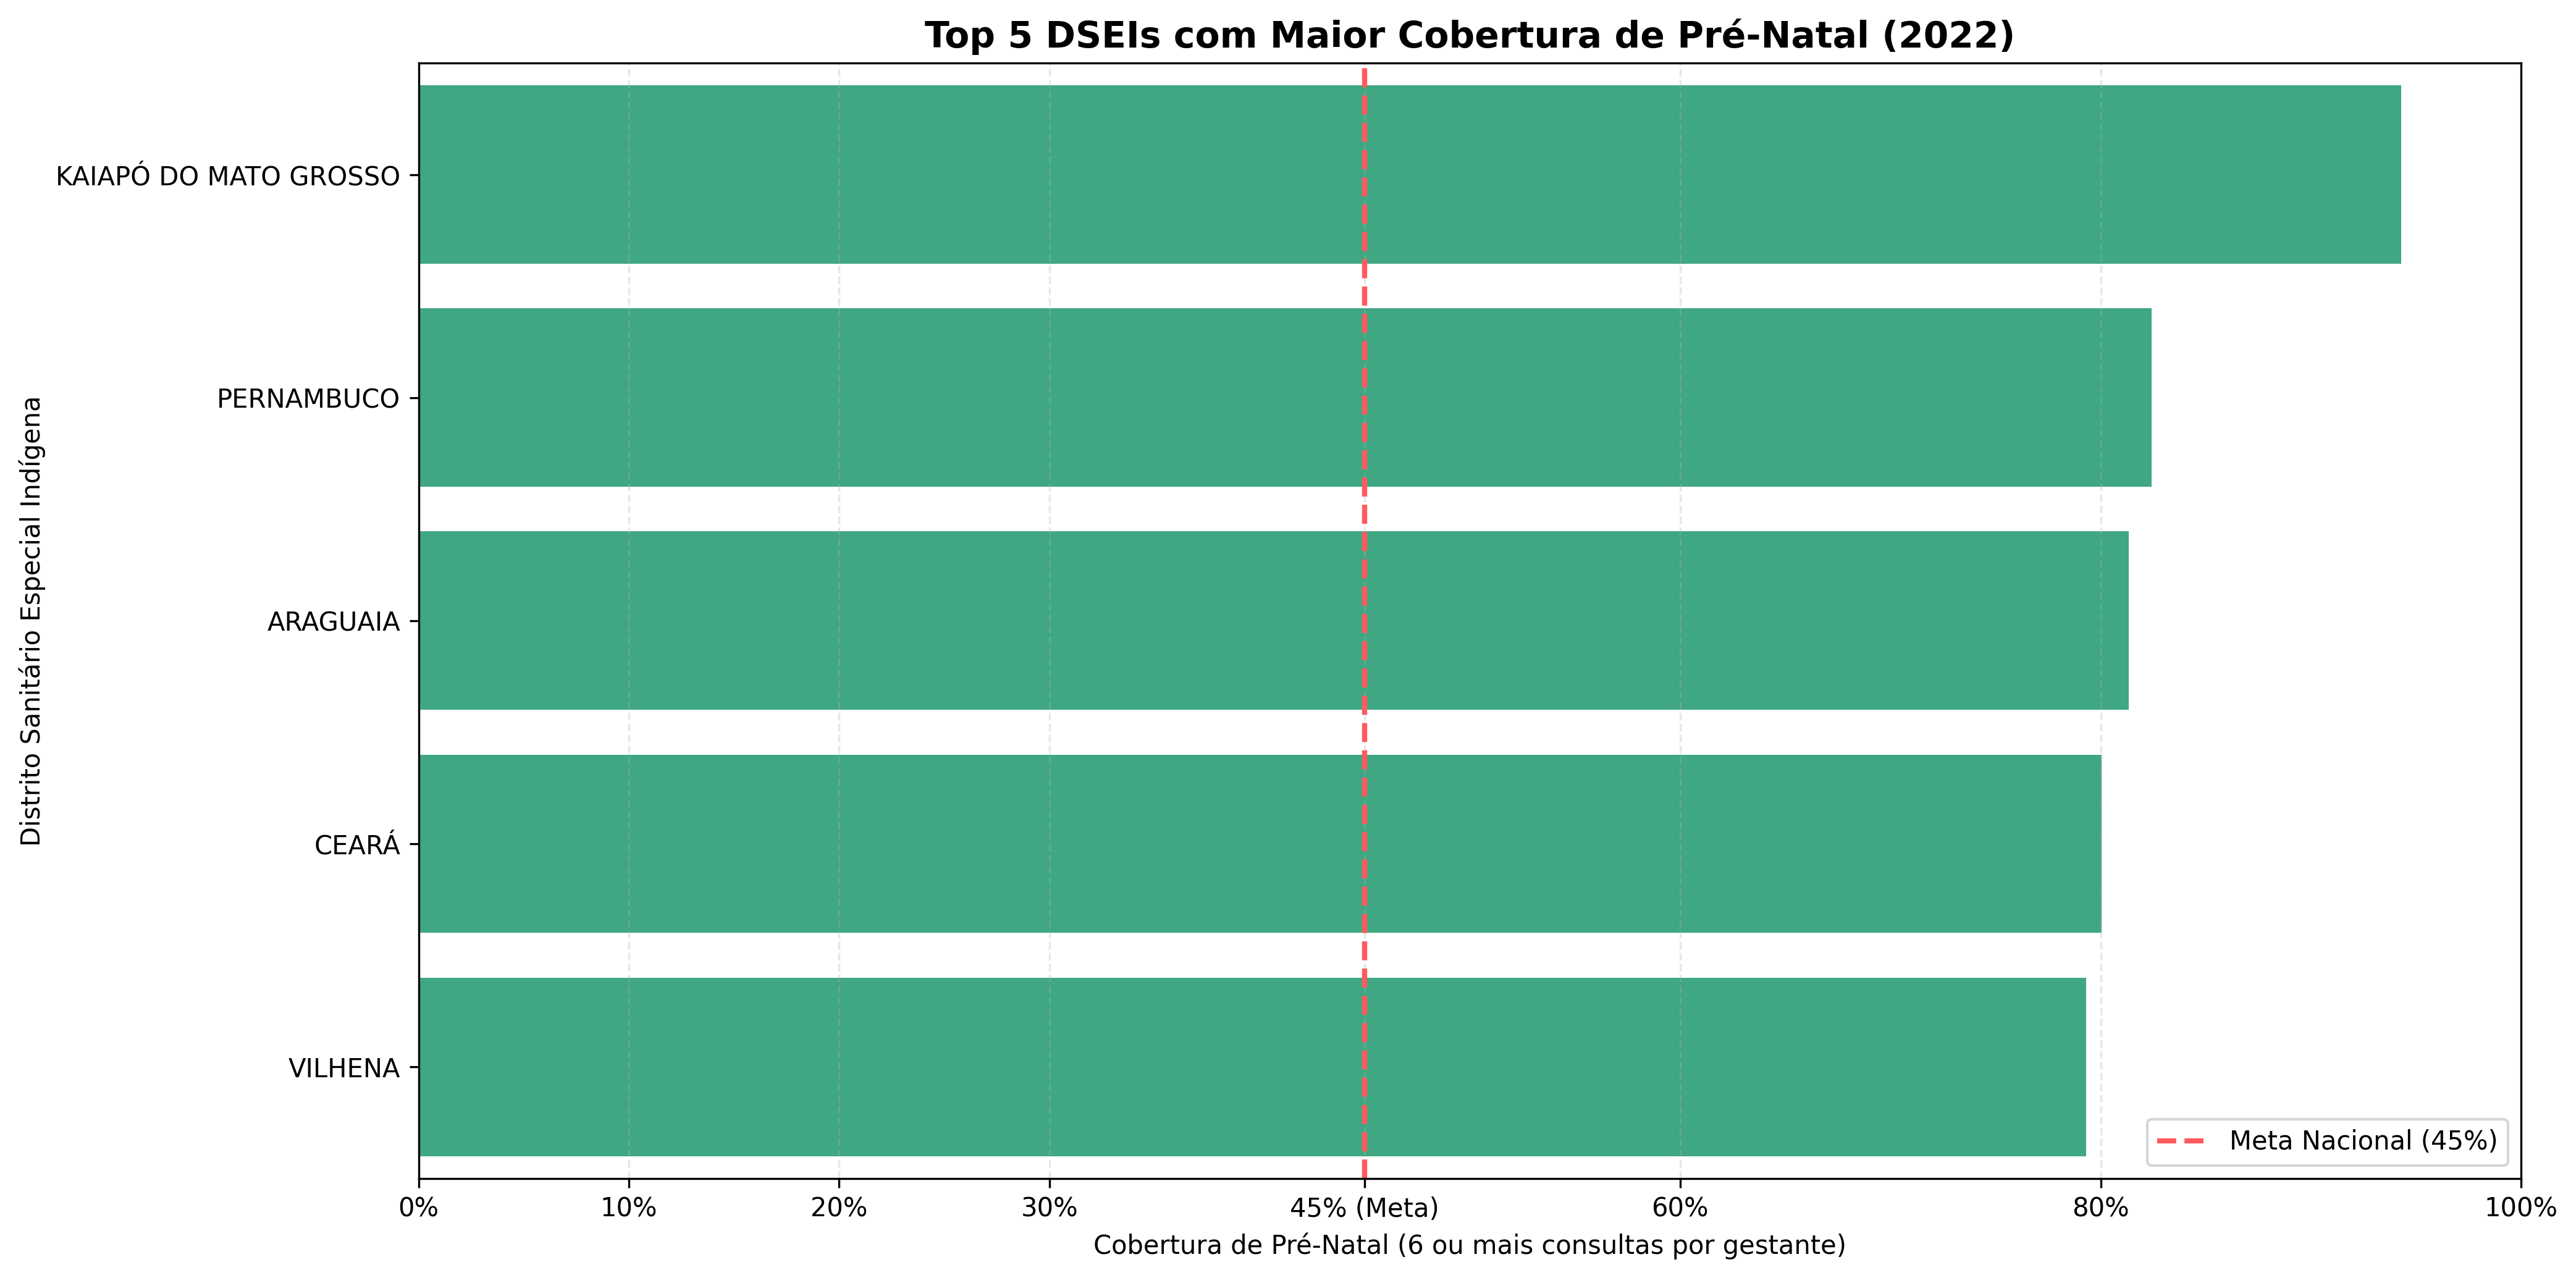 Top 5 DSEIs com Maior Cobertura de Pré-Natal (2022)
Distrito Sanitário Especial Indígena
KAIAPÓ DO MATO GROSSO
PERNAMBUCO
ARAGUAIA
CEARÁ
VILHENA
Meta Nacional (45%)
0% 10% 20% 30% 45% (Meta) 60% 80% 100%
Cobertura de Pré-Natal (6 ou mais consultas por gestante)